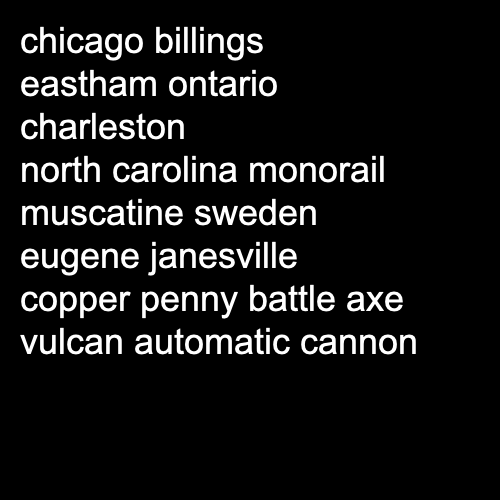 chicago billings
eastham ontario
charleston
north carolina monorail
muscatine sweden
eugene janesville
copper penny battle axe
vulcan automatic cannon